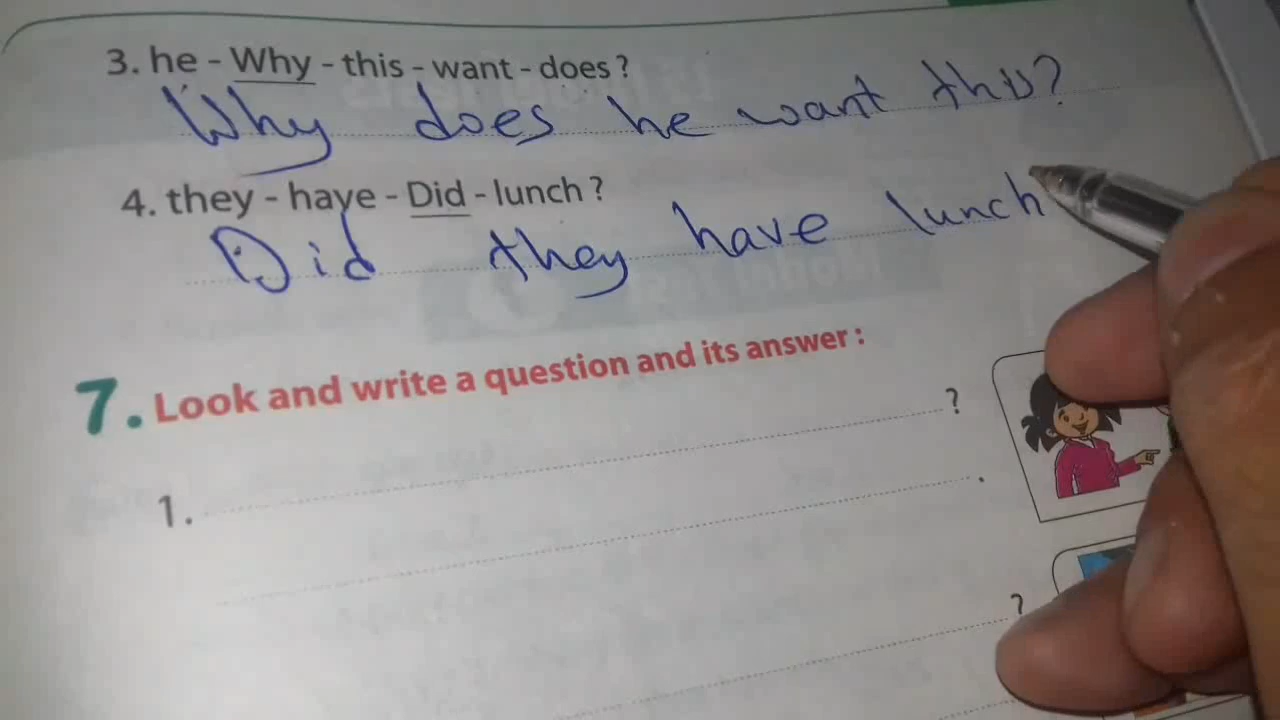 3. he - Why - this - want - does ?
Why does he want this?
4. they - have - Did - lunch ?
Did they have lunch
7. Look and write a question and its answer :
?
1.
.
?